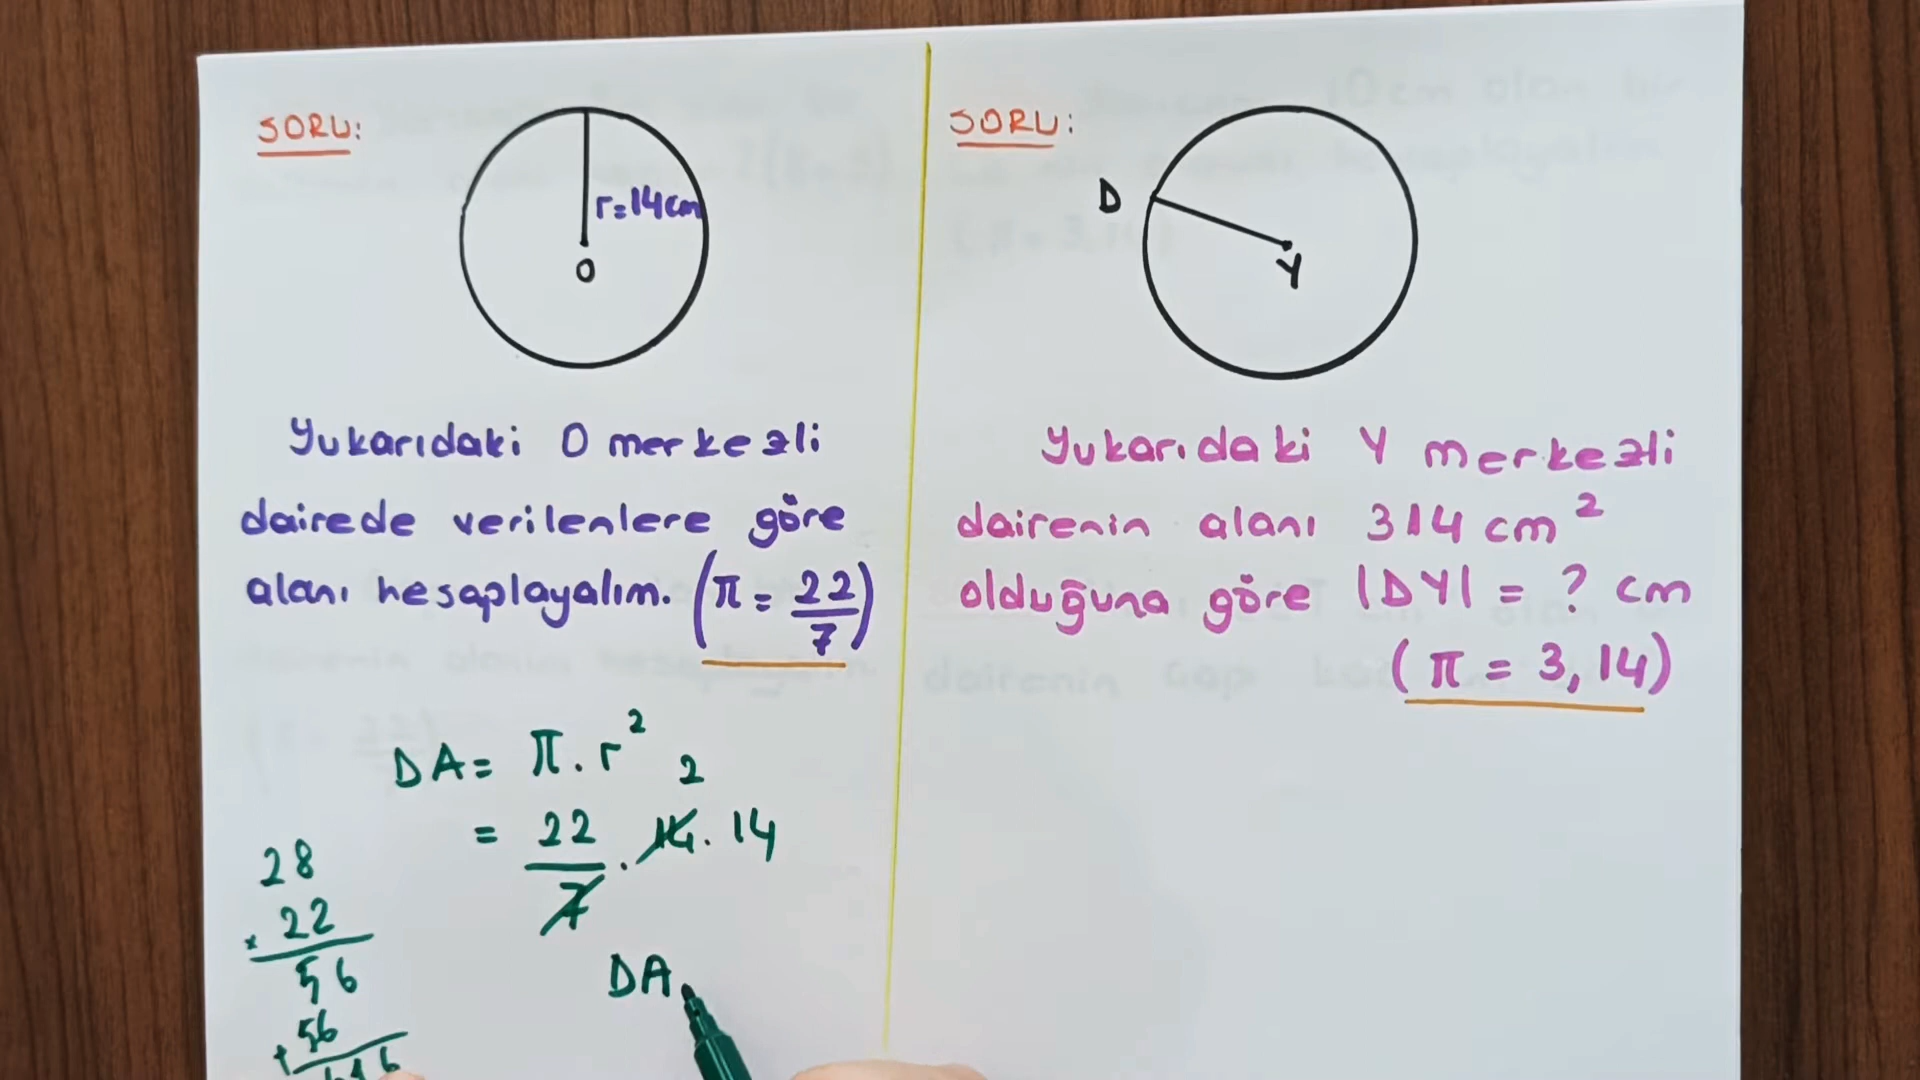 SORU:
r=14cm
O
Yukarıdaki O merkezli
dairede verilenlere göre
alanı hesaplayalım. (π = 22/7)
DA = π . r²
2
= 22/7 . 14 . 14
28
× 22
56
+ 56
616
DA
SORU:
D
Y
Yukarıdaki Y merkezli
dairenin alanı 314 cm²
olduğuna göre |DY| = ? cm
(π = 3,14)